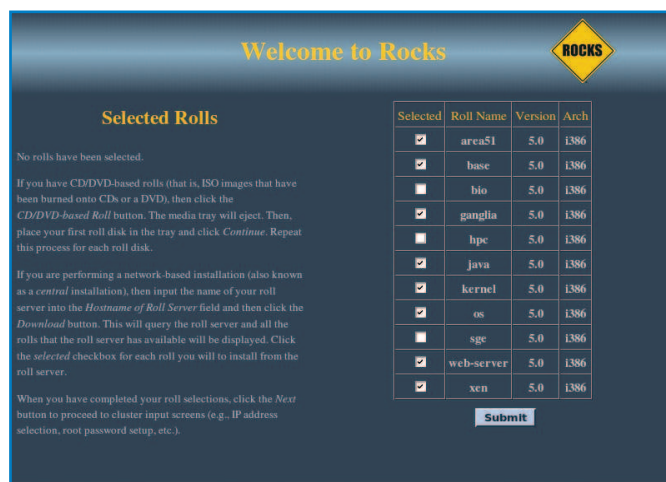 Welcome to Rocks
ROCKS
Selected Rolls
No rolls have been selected.
If you have CD/DVD-based rolls (that is, ISO images that have
been burned onto CDs or a DVD), then click the
CD/DVD-based Roll button. The media tray will eject. Then,
place your first roll disk in the tray and click Continue. Repeat
this process for each roll disk.
If you are performing a network-based installation (also known
as a central installation), then input the name of your roll
server into the Hostname of Roll Server field and then click the
Download button. This will query the roll server and all the
rolls that the roll server has available will be displayed. Click
the selected checkbox for each roll you will to install from the
roll server.
When you have completed your roll selections, click the Next
button to proceed to cluster input screens (e.g., IP address
selection, root password setup, etc.).
Selected Roll Name Version Arch
area51 5.0 i386
base 5.0 i386
bio 5.0 i386
ganglia 5.0 i386
hpc 5.0 i386
java 5.0 i386
kernel 5.0 i386
os 5.0 i386
sge 5.0 i386
web-server 5.0 i386
xen 5.0 i386
Submit